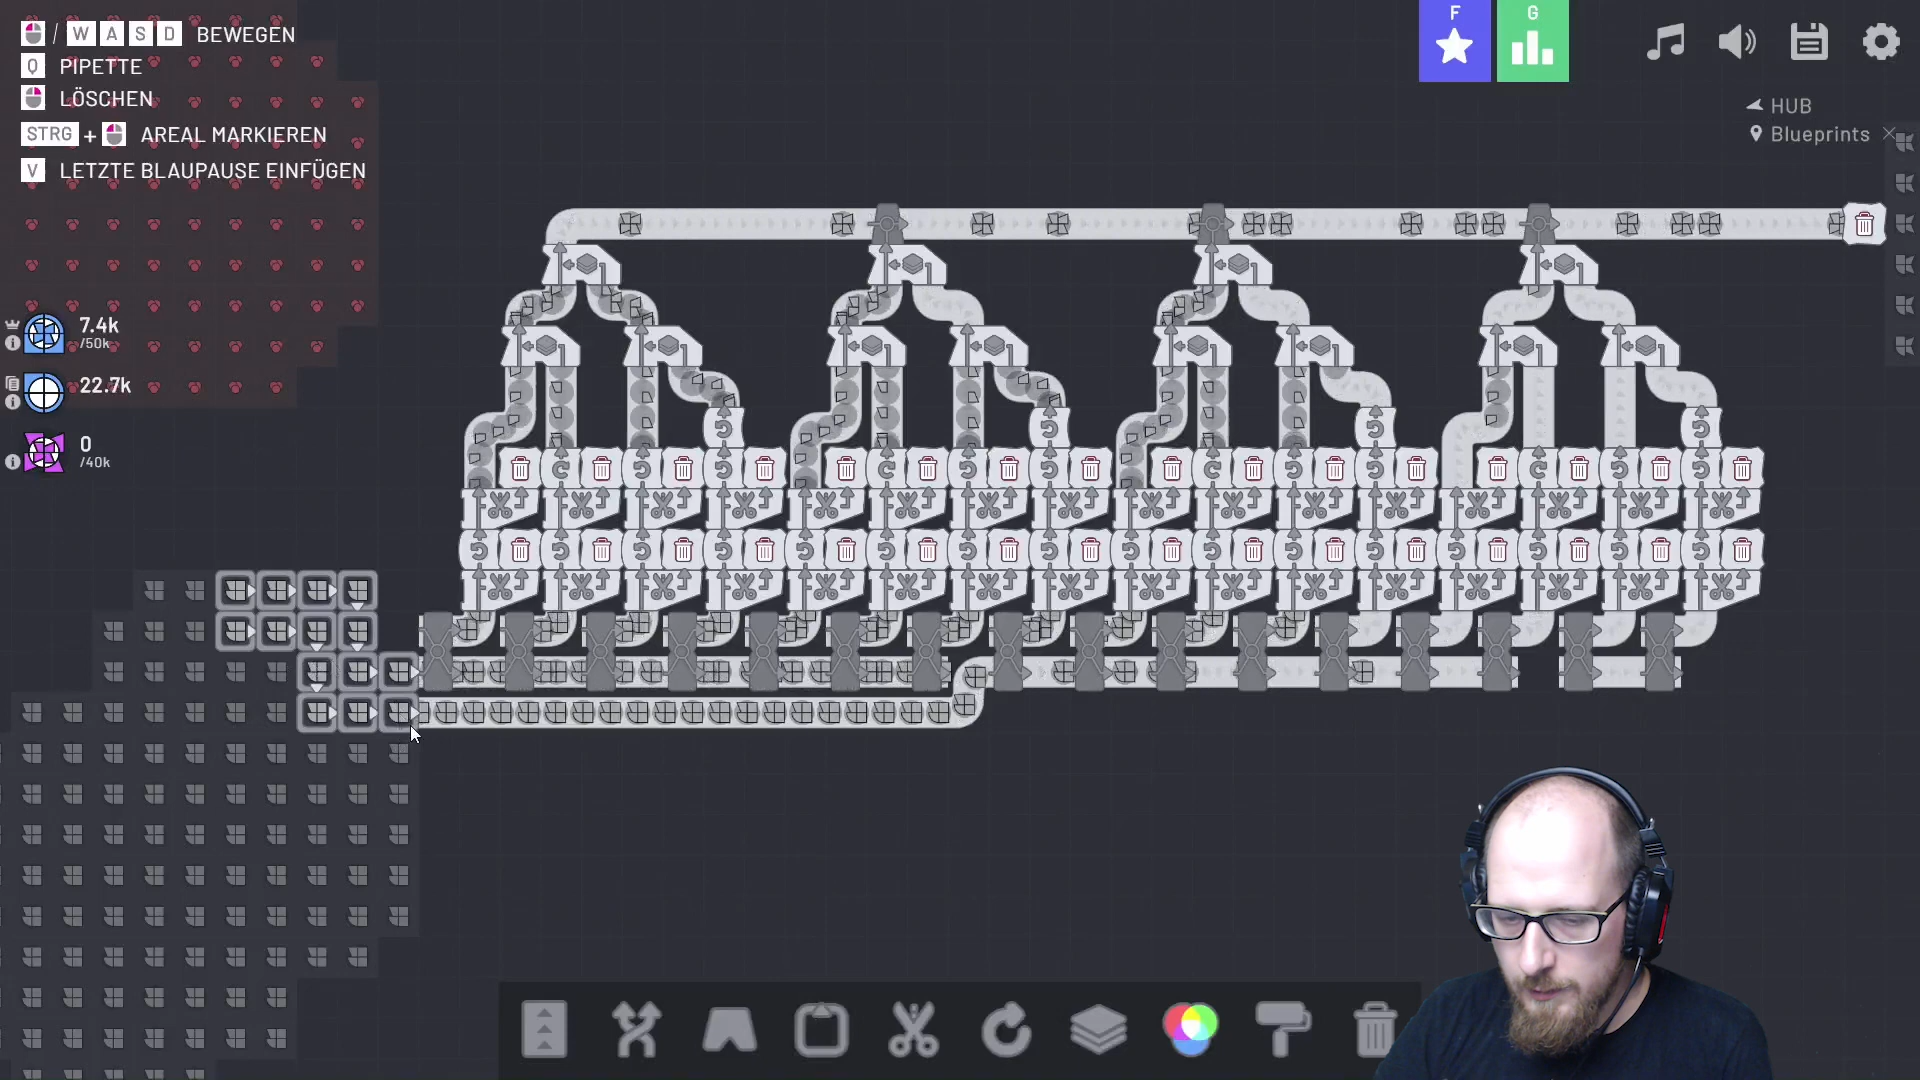 / W A S D BEWEGEN
Q PIPETTE
LÖSCHEN
STRG + AREAL MARKIEREN
V LETZTE BLAUPAUSE EINFÜGEN
F
G
HUB
Blueprints
7.4k
/50k
22.7k
0
/40k